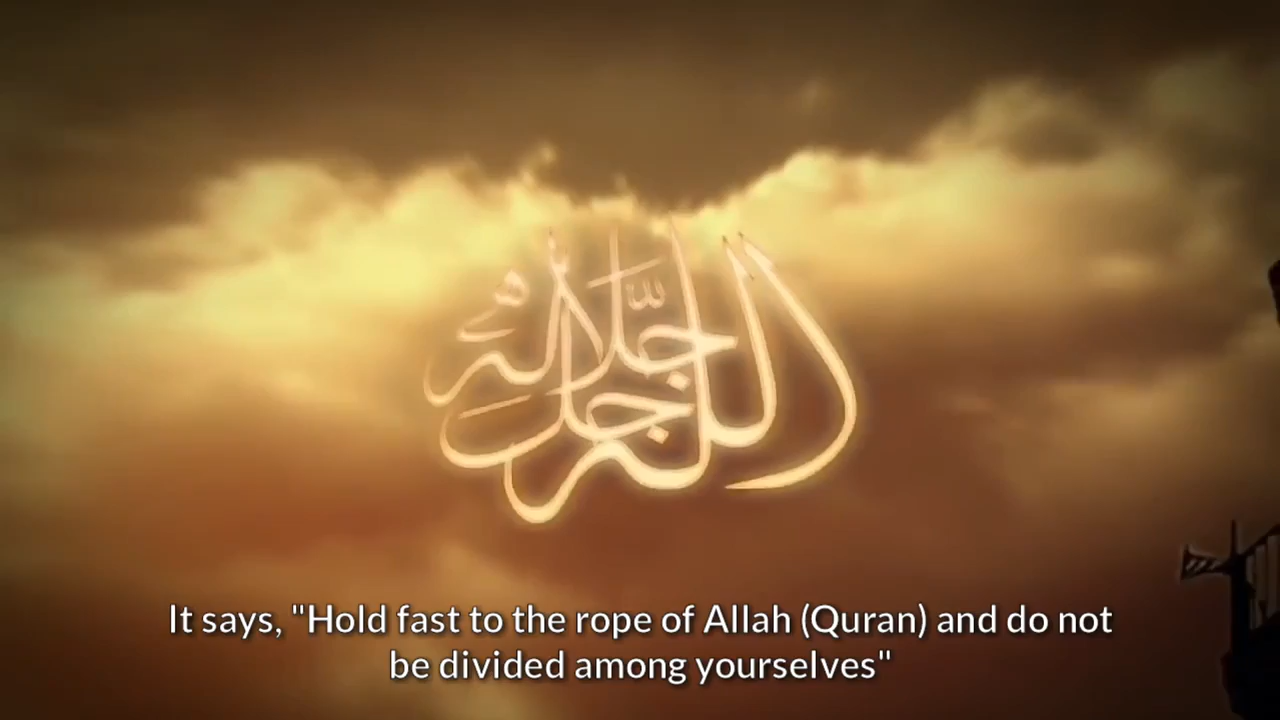 الله جل جلاله
It says, "Hold fast to the rope of Allah (Quran) and do not
be divided among yourselves"